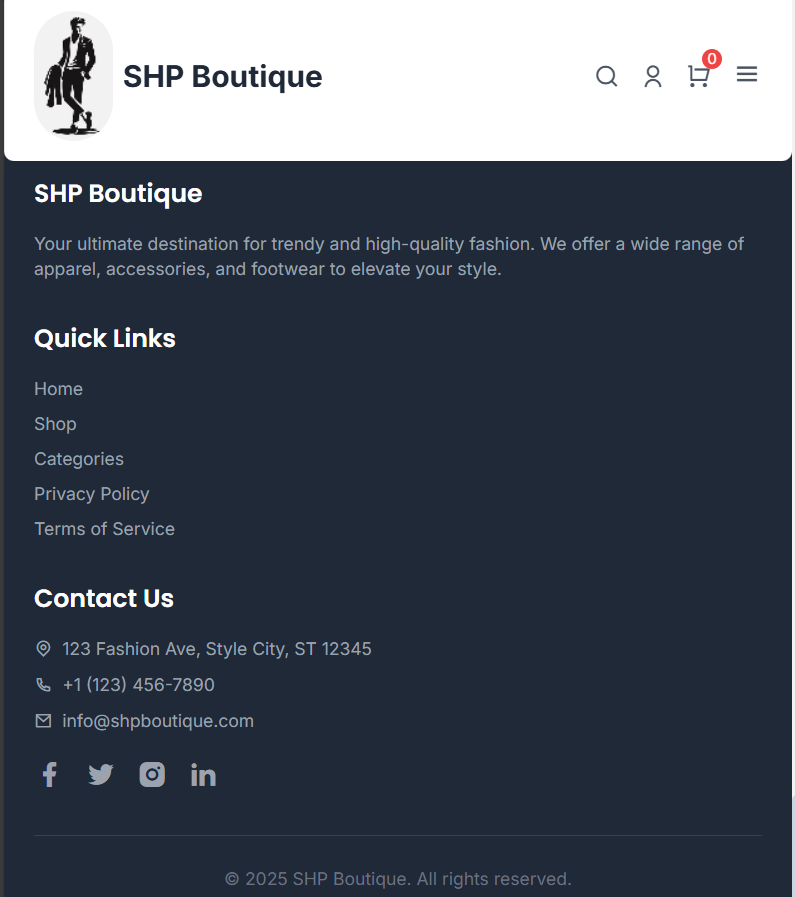 SHP Boutique
0
SHP Boutique
Your ultimate destination for trendy and high-quality fashion. We offer a wide range of
apparel, accessories, and footwear to elevate your style.
Quick Links
Home
Shop
Categories
Privacy Policy
Terms of Service
Contact Us
123 Fashion Ave, Style City, ST 12345
+1 (123) 456-7890
info@shpboutique.com
© 2025 SHP Boutique. All rights reserved.